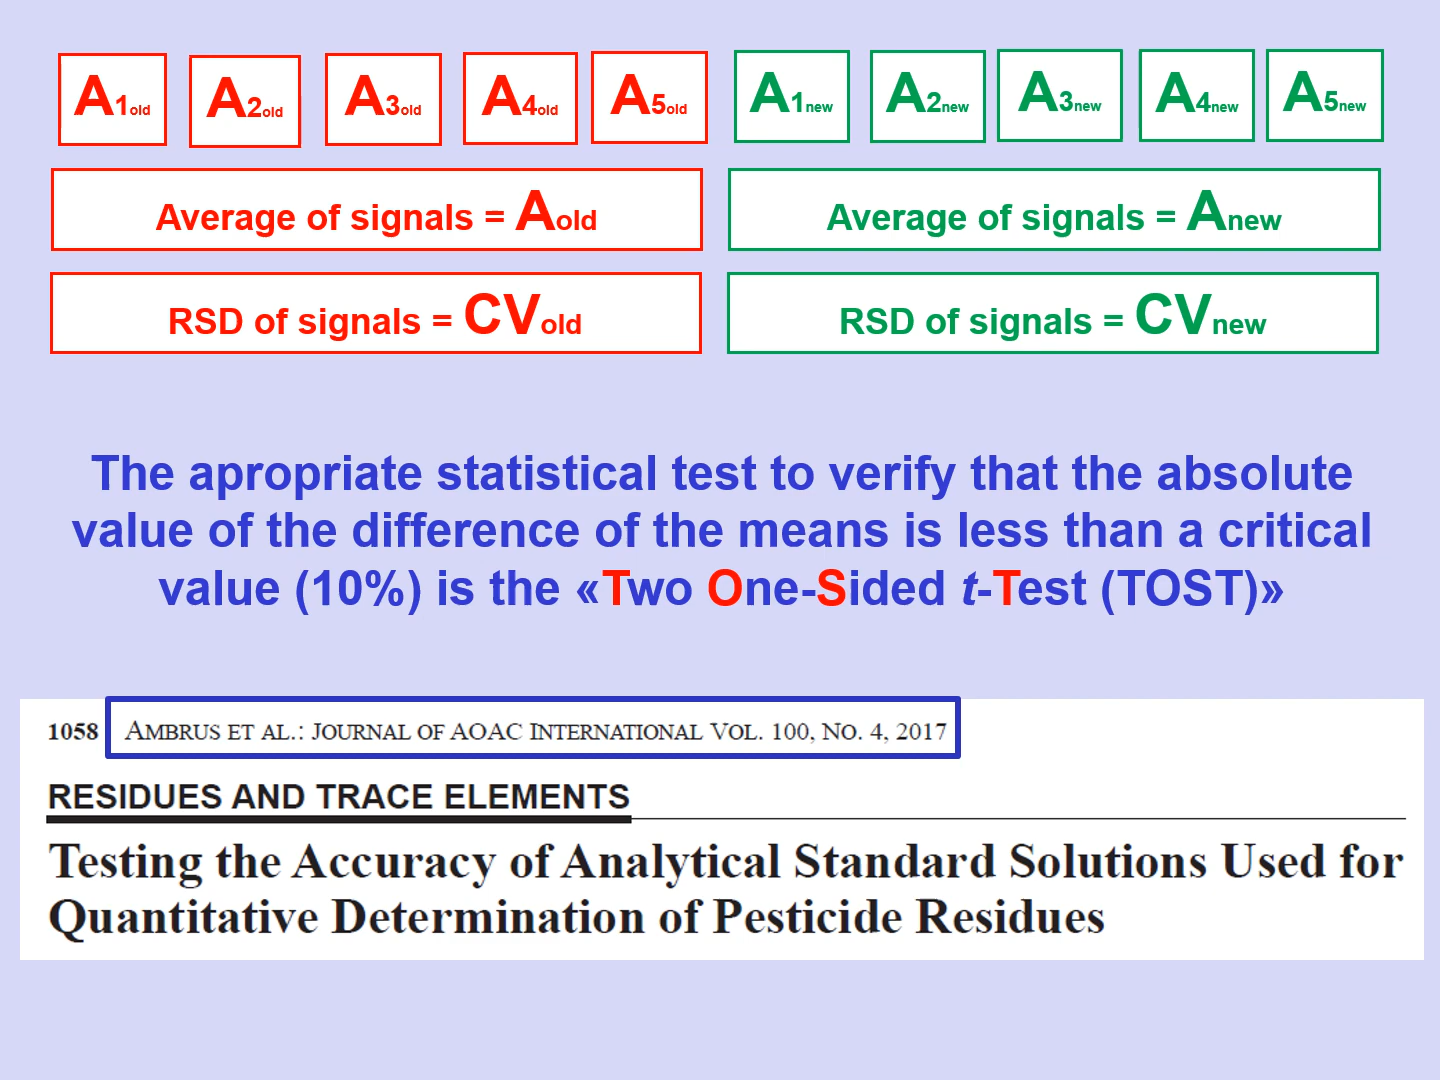 A1old A2old A3old A4old A5old A1new A2new A3new A4new A5new
Average of signals = Aold
Average of signals = Anew
RSD of signals = CVold
RSD of signals = CVnew
The apropriate statistical test to verify that the absolute
value of the difference of the means is less than a critical
value (10%) is the «Two One-Sided t-Test (TOST)»
1058 AMBRUS ET AL.: JOURNAL OF AOAC INTERNATIONAL VOL. 100, NO. 4, 2017
RESIDUES AND TRACE ELEMENTS
Testing the Accuracy of Analytical Standard Solutions Used for
Quantitative Determination of Pesticide Residues